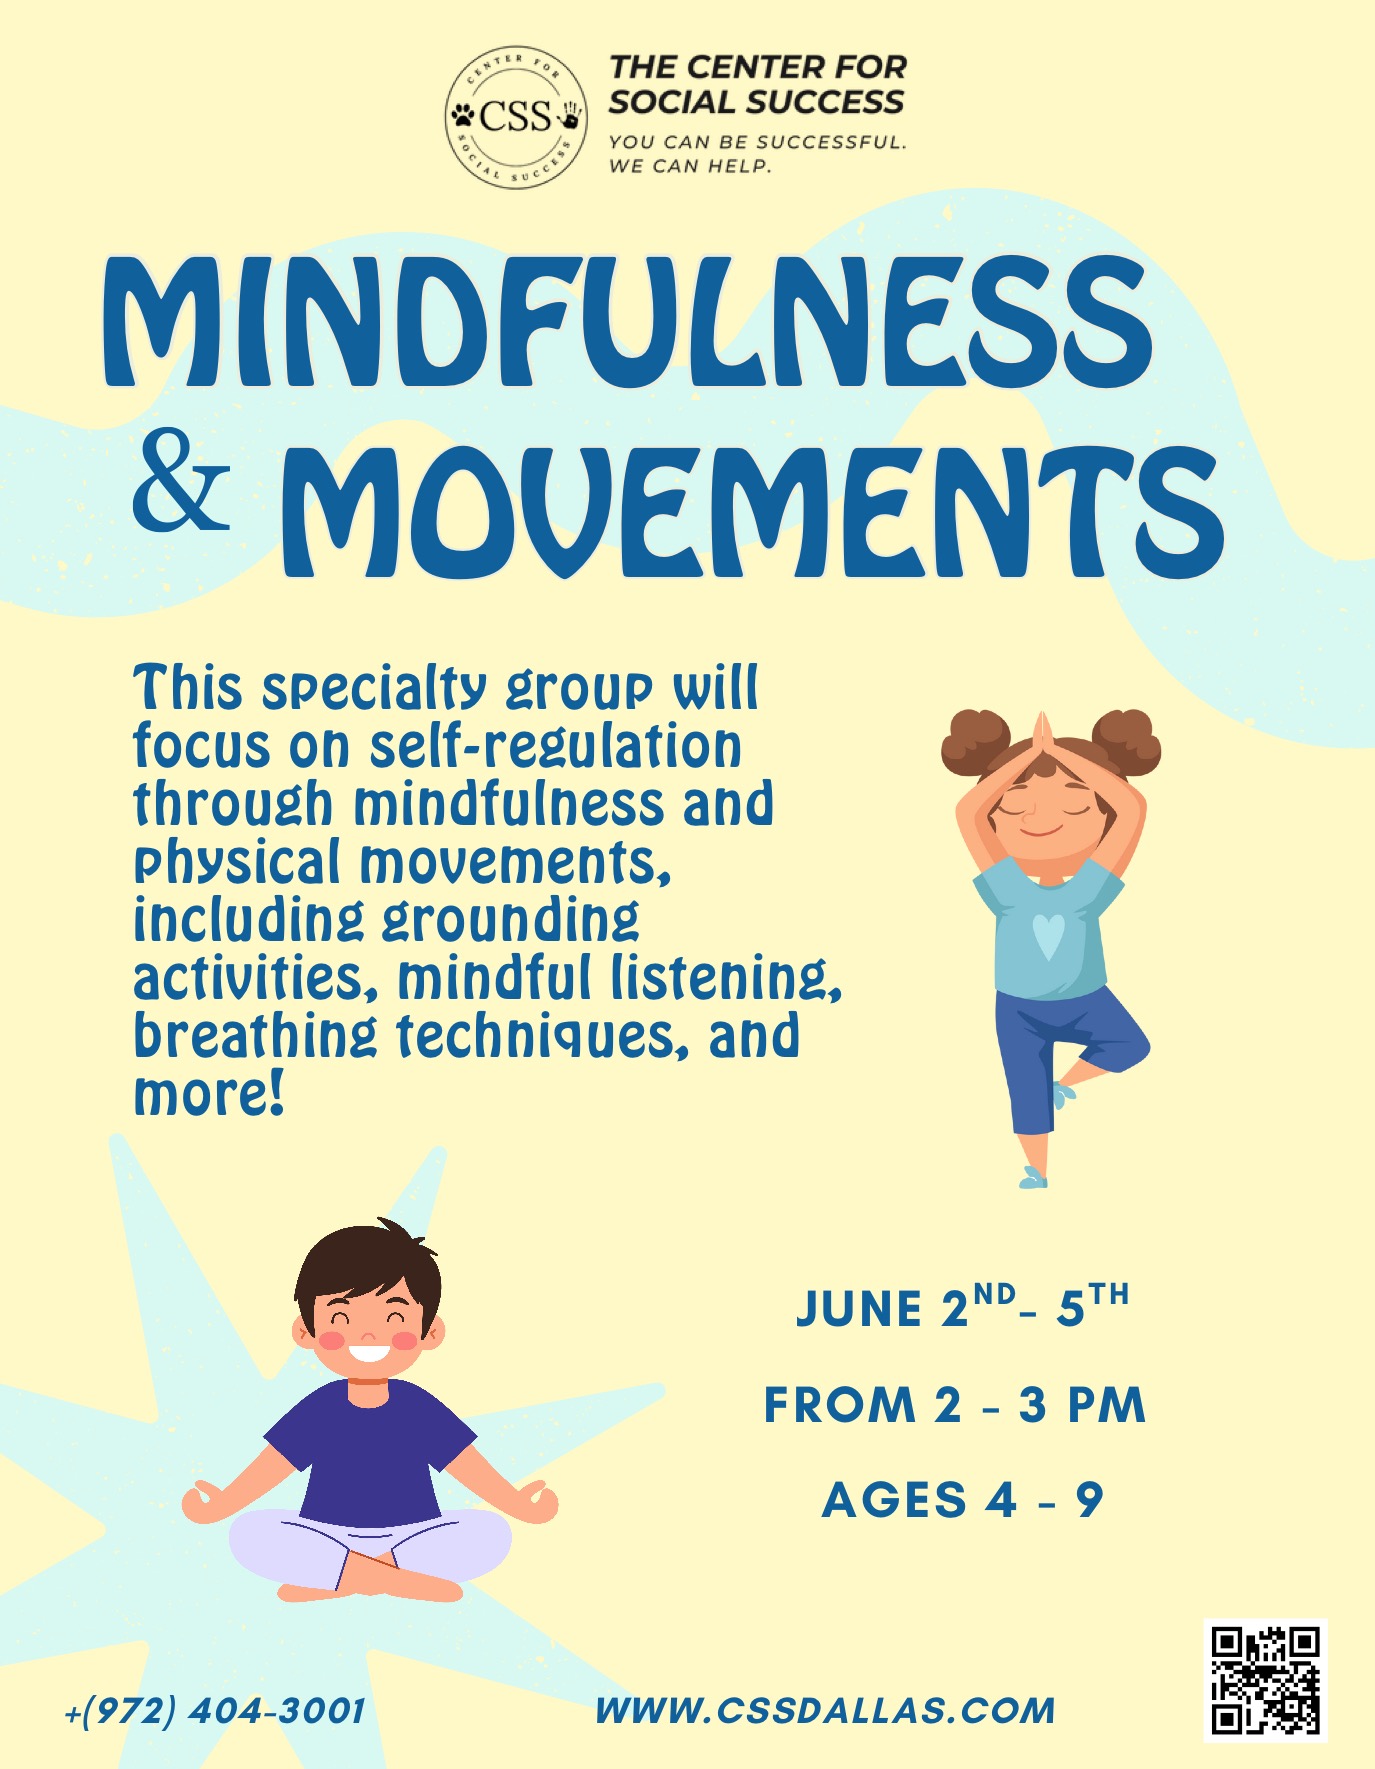 CENTER FOR
CSS
SOCIAL SUCCESS
THE CENTER FOR
SOCIAL SUCCESS
YOU CAN BE SUCCESSFUL.
WE CAN HELP.
MINDFULNESS
& MOVEMENTS
This specialty group will
focus on self-regulation
through mindfulness and
physical movements,
including grounding
activities, mindful listening,
breathing techniques, and
more!
JUNE 2ND- 5TH
FROM 2 - 3 PM
AGES 4 - 9
+(972) 404-3001
WWW.CSSDALLAS.COM